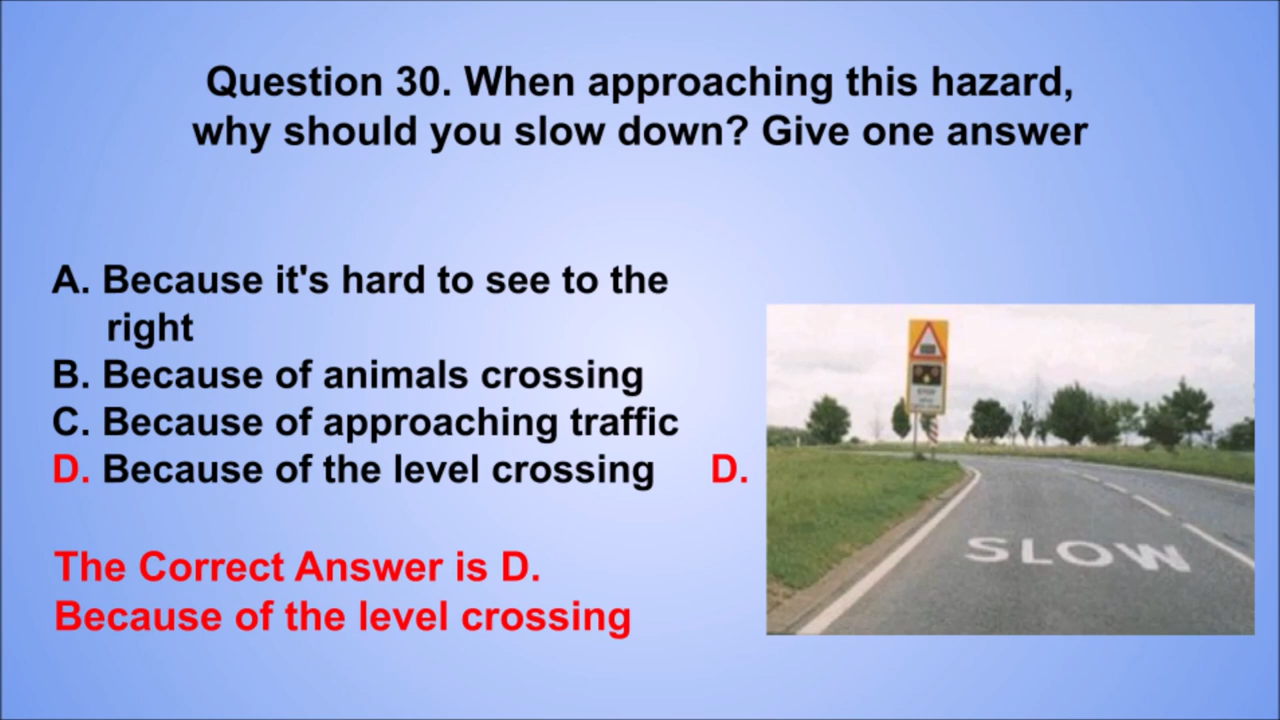 Question 30. When approaching this hazard,
why should you slow down? Give one answer
A. Because it's hard to see to the
right
B. Because of animals crossing
C. Because of approaching traffic
D. Because of the level crossing D.
The Correct Answer is D.
Because of the level crossing
STOP
SLOW